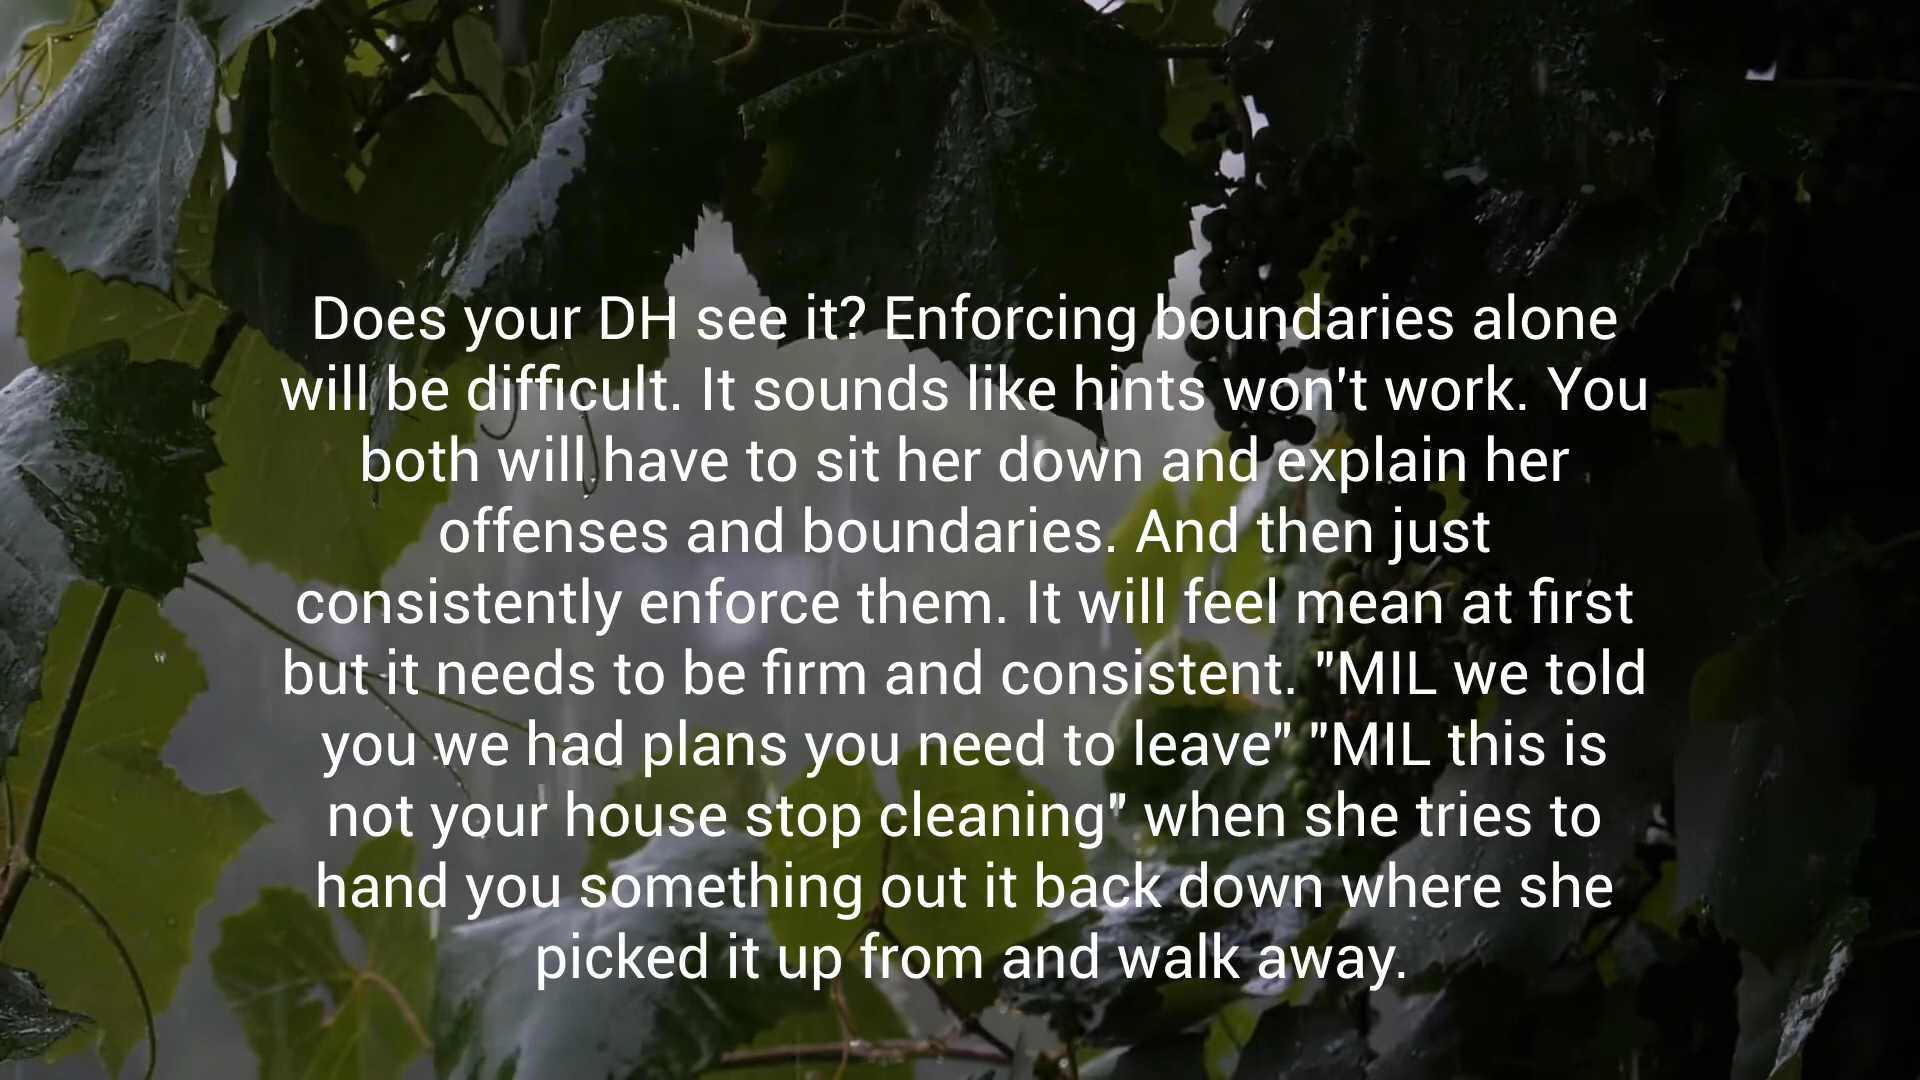 Does your DH see it? Enforcing boundaries alone
will be difficult. It sounds like hints won't work. You
both will have to sit her down and explain her
offenses and boundaries. And then just
consistently enforce them. It will feel mean at first
but it needs to be firm and consistent. "MIL we told
you we had plans you need to leave" "MIL this is
not your house stop cleaning" when she tries to
hand you something out it back down where she
picked it up from and walk away.